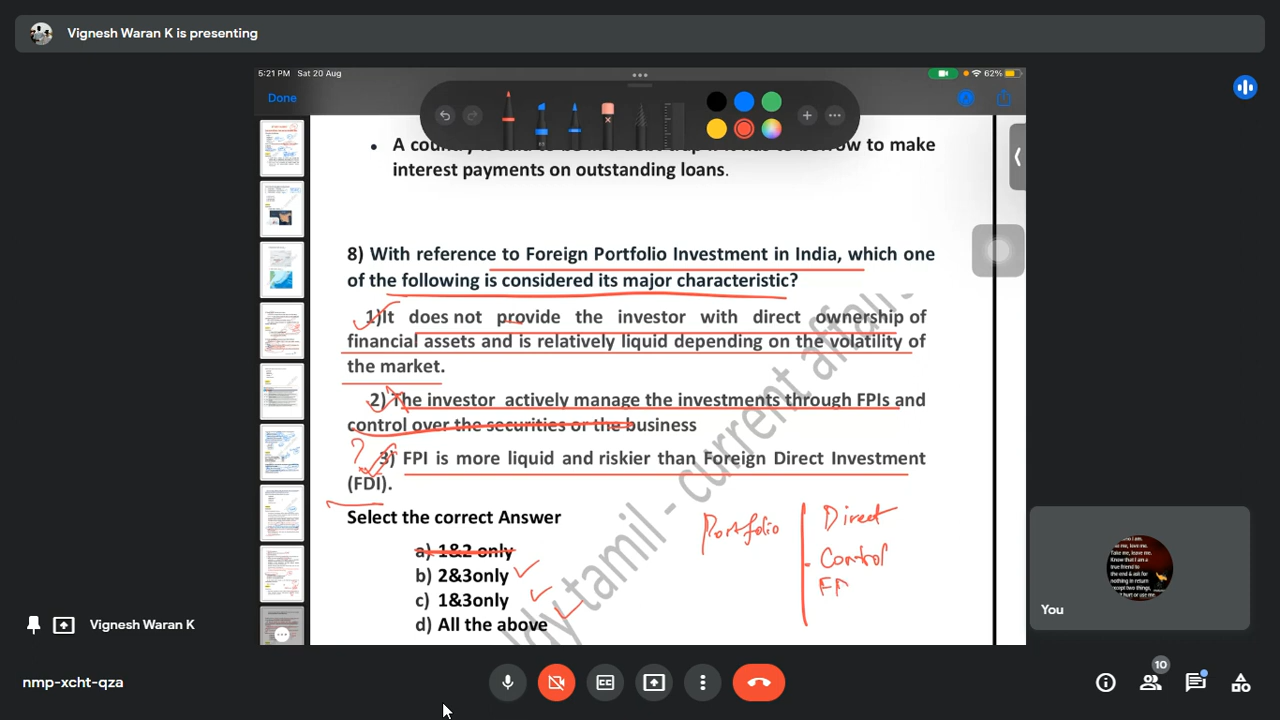 Vignesh Waran K is presenting
5:21 PM Sat 20 Aug
62%
Done
interest payments on outstanding loans.
8) With reference to Foreign Portfolio Investment in India, which one
of the following is considered its major characteristic?
1)It does not provide the investor with direct ownership of
financial assets and is relatively liquid depending on the volatility of
the market.
2) The investor actively manage the investments through FPIs and
control over the securities or the business
?
3) FPI is more liquid and riskier than Foreign Direct Investment
(FDI).
Select the correct Answer
a) 1&2 only
b) 2&3only
c) 1&3only
d) All the above
Portfolio
Direct
Control
tamil - current affairs
You
Vignesh Waran K
nmp-xcht-qza
10